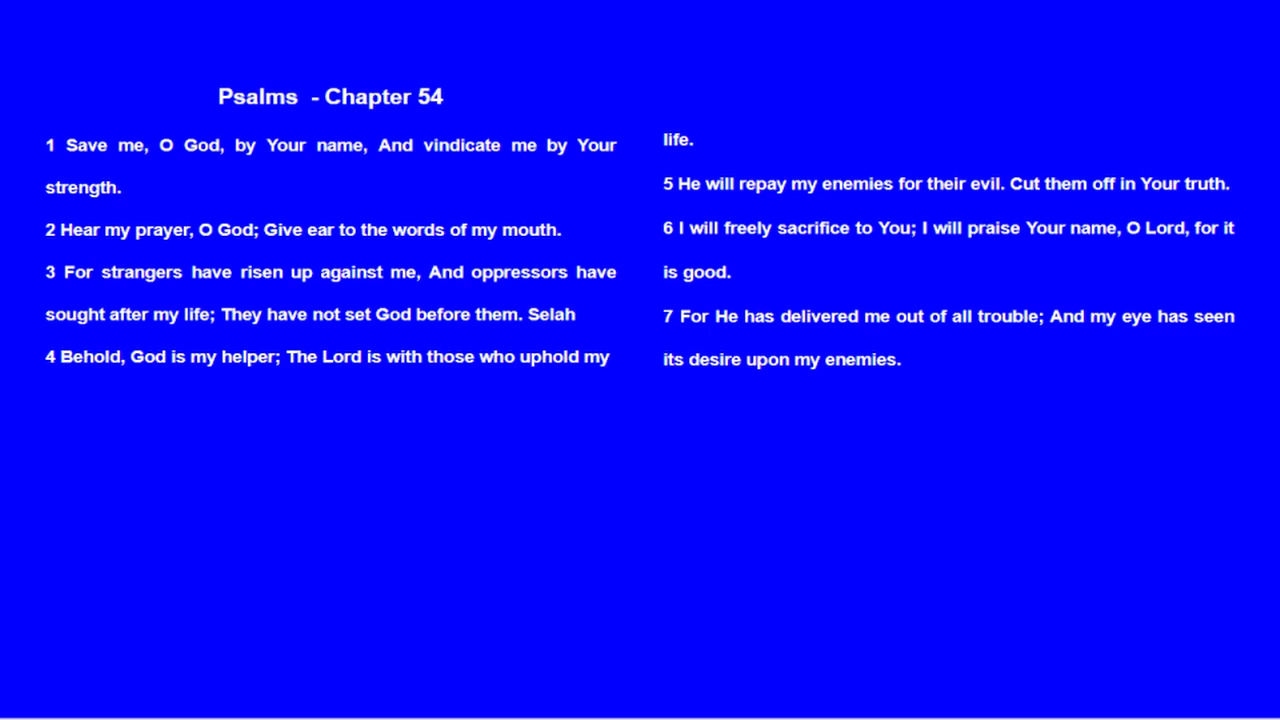 Psalms - Chapter 54
1 Save me, O God, by Your name, And vindicate me by Your
strength.
2 Hear my prayer, O God; Give ear to the words of my mouth.
3 For strangers have risen up against me, And oppressors have
sought after my life; They have not set God before them. Selah
4 Behold, God is my helper; The Lord is with those who uphold my
life.
5 He will repay my enemies for their evil. Cut them off in Your truth.
6 I will freely sacrifice to You; I will praise Your name, O Lord, for it
is good.
7 For He has delivered me out of all trouble; And my eye has seen
its desire upon my enemies.